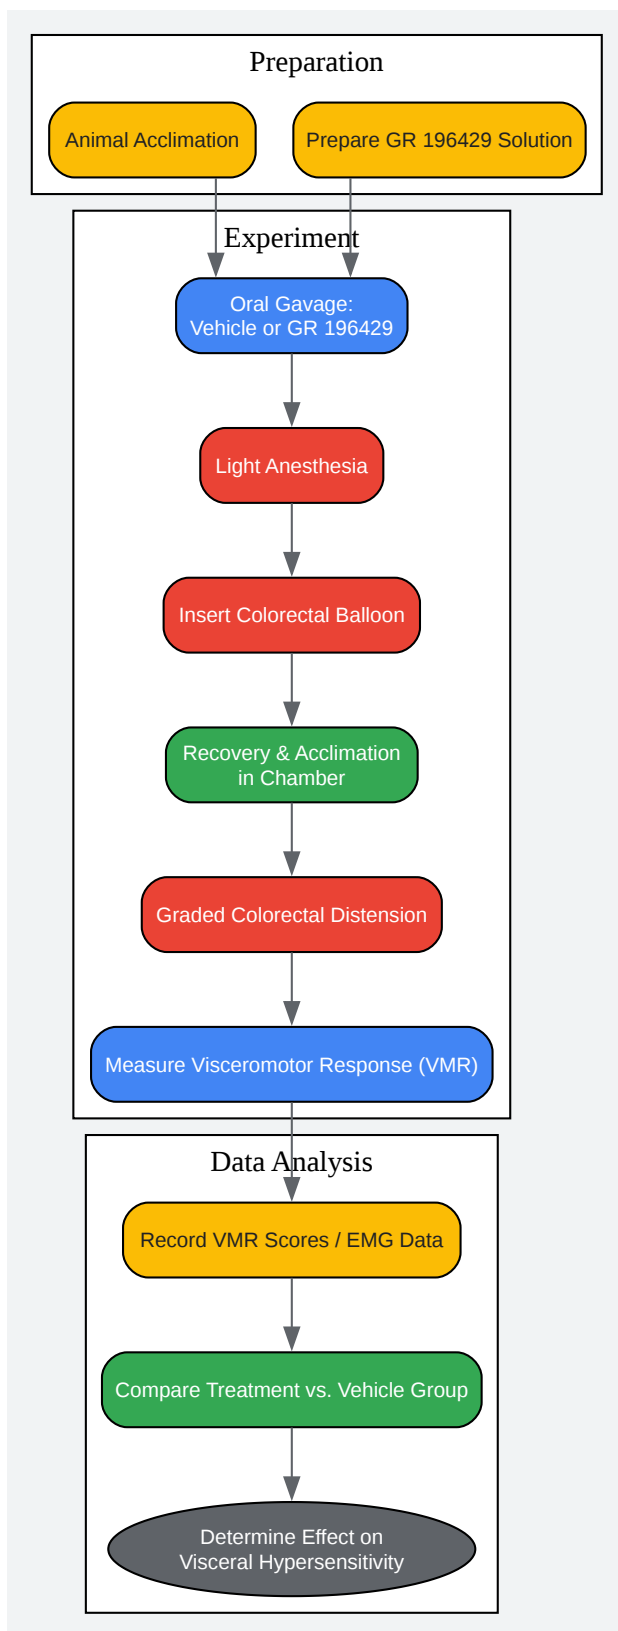 Preparation
Animal Acclimation
Prepare GR 196429 Solution
Experiment
Oral Gavage:
Vehicle or GR 196429
Light Anesthesia
Insert Colorectal Balloon
Recovery & Acclimation
in Chamber
Graded Colorectal Distension
Measure Visceromotor Response (VMR)
Data Analysis
Record VMR Scores / EMG Data
Compare Treatment vs. Vehicle Group
Determine Effect on
Visceral Hypersensitivity